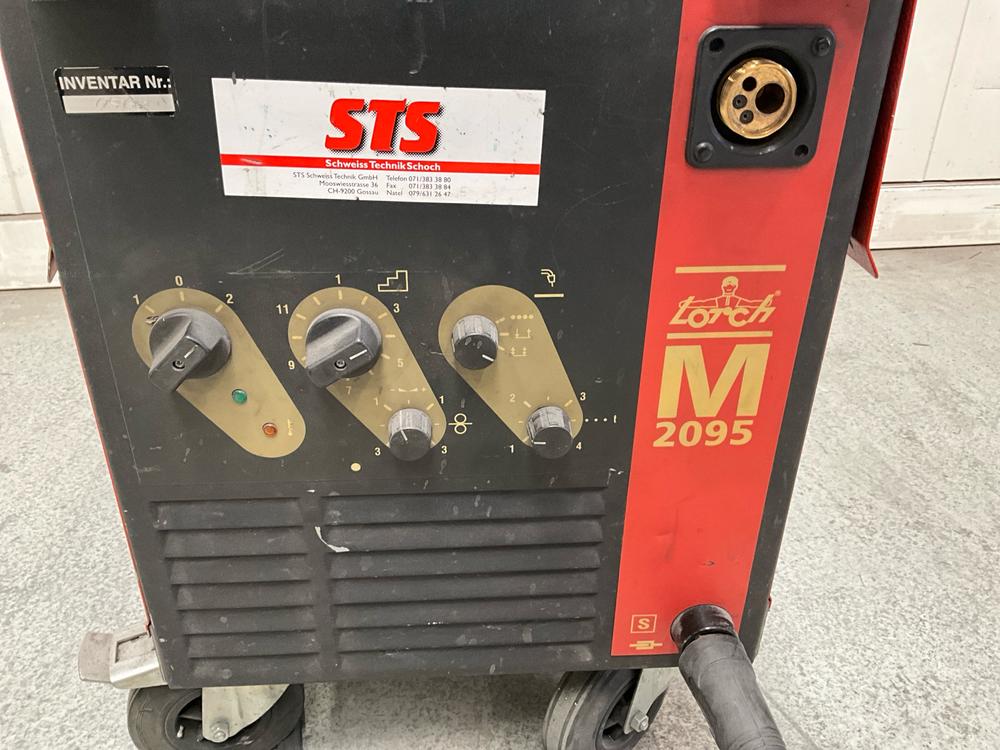 INVENTAR Nr.:
STS
Schweiss Technik Schoch
STS Schweiss Technik GmbH Telefon 071/383 38 80
Mooswiesstrasse 36 Fax 071/383 38 84
CH-9200 Gossau Natel 079/631 26 47
1 0 2
11 1 3
9 5
7
1 1
3 3
2 3
1 4
t
Lorch
M
2095
S